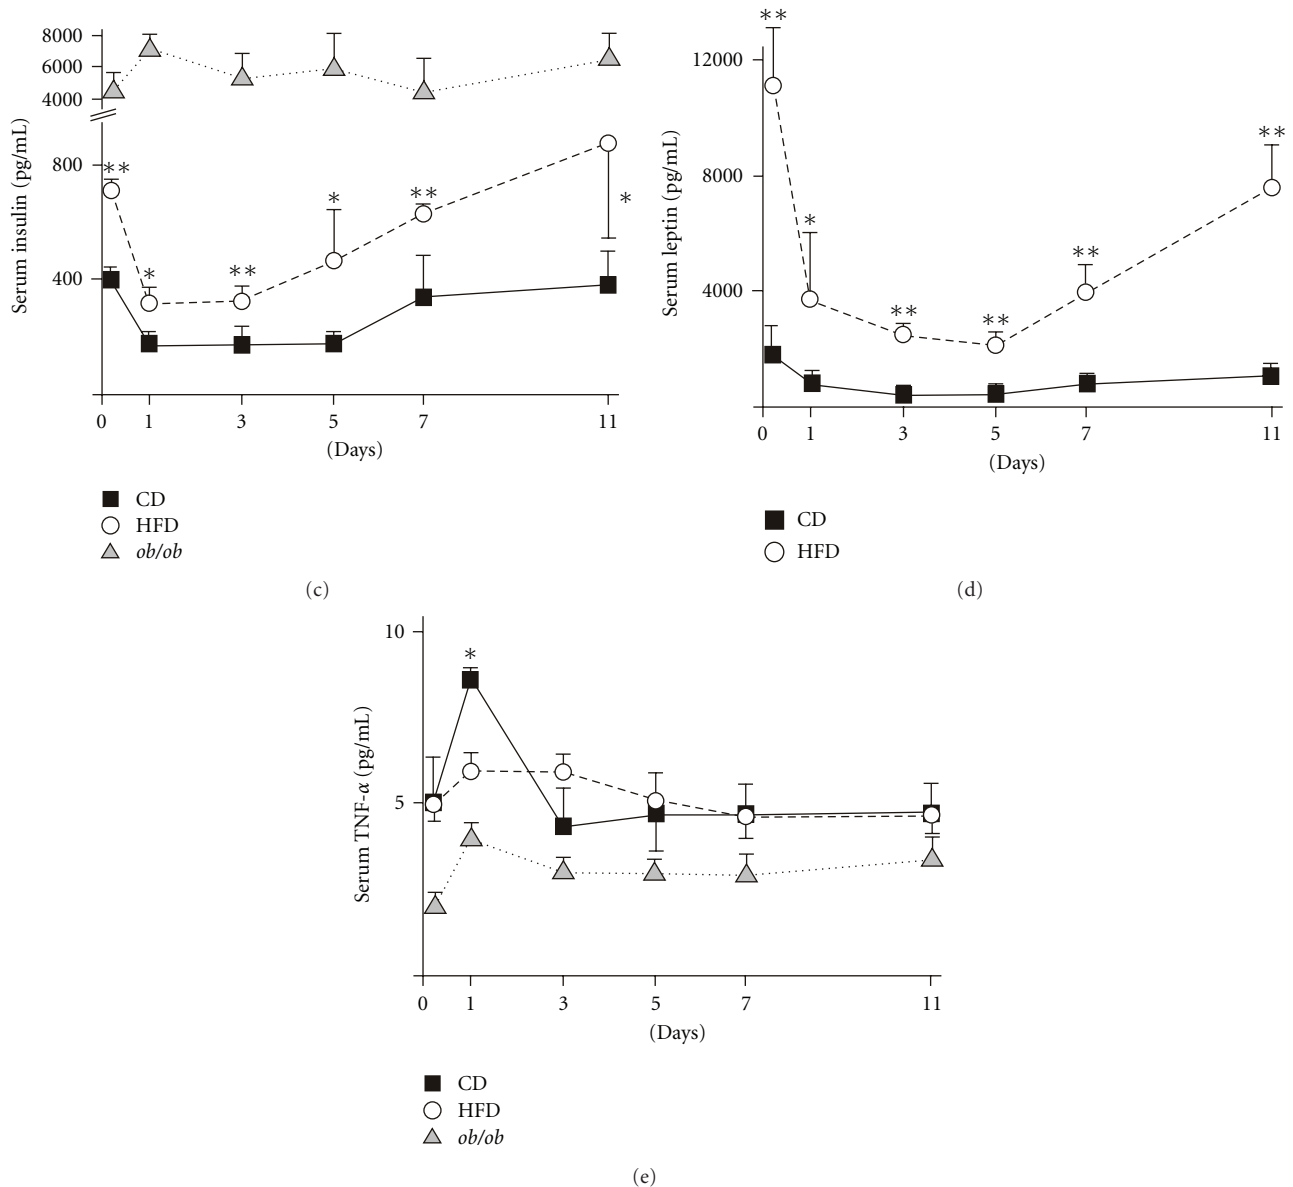 8000
6000
4000
800
400
Serum insulin (pg/mL)
** * ** * ** *
0 1 3 5 7 11
(Days)
CD
HFD
ob/ob
(c)
12000
8000
4000
Serum leptin (pg/mL)
** * ** ** ** **
0 1 3 5 7 11
(Days)
CD
HFD
(d)
10
5
Serum TNF-α (pg/mL)
*
0 1 3 5 7 11
(Days)
CD
HFD
ob/ob
(e)